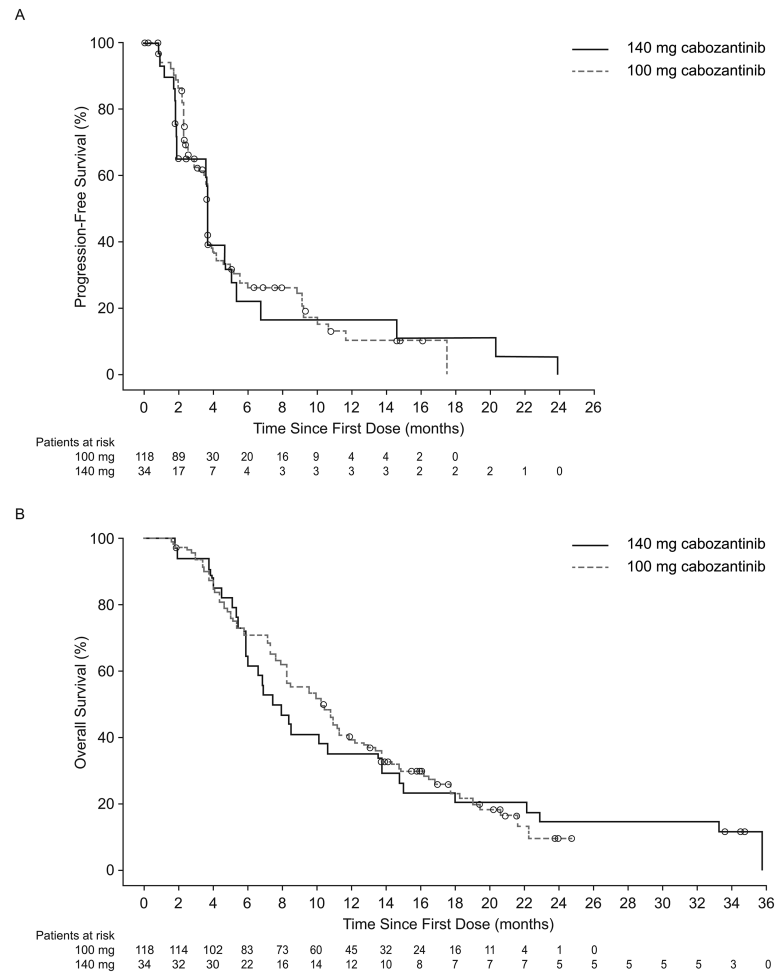 A
140 mg cabozantinib
100 mg cabozantinib
Progression-Free Survival (%)
100
80
60
40
20
0
0 2 4 6 8 10 12 14 16 18 20 22 24 26
Time Since First Dose (months)
Patients at risk
100 mg 118 89 30 20 16 9 4 4 2 0
140 mg 34 17 7 4 3 3 3 3 2 2 2 1 0
B
140 mg cabozantinib
100 mg cabozantinib
Overall Survival (%)
100
80
60
40
20
0
0 2 4 6 8 10 12 14 16 18 20 22 24 26 28 30 32 34 36
Time Since First Dose (months)
Patients at risk
100 mg 118 114 102 83 73 60 45 32 24 16 11 4 1 0
140 mg 34 32 30 22 16 14 12 10 8 7 7 7 5 5 5 5 5 3 0